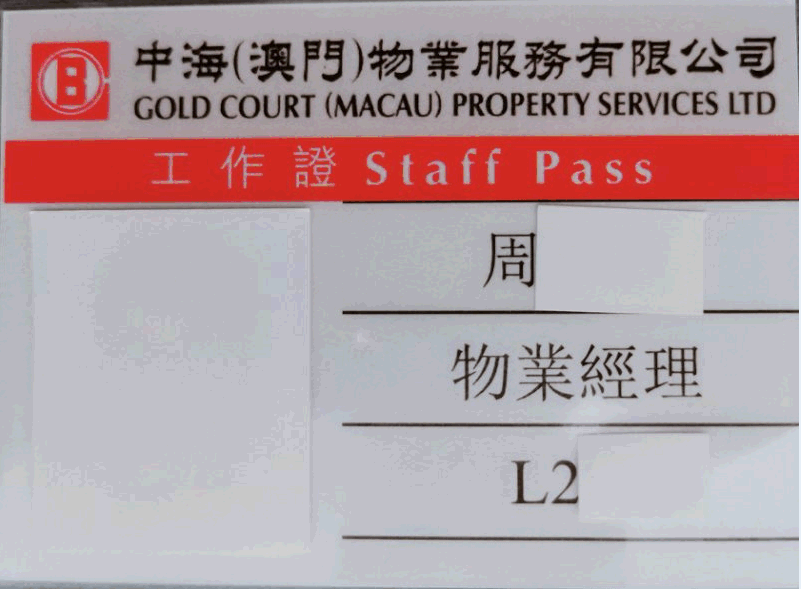 B
中海(澳門)物業服務有限公司
GOLD COURT (MACAU) PROPERTY SERVICES LTD
工作證 Staff Pass
周
物業經理
L2